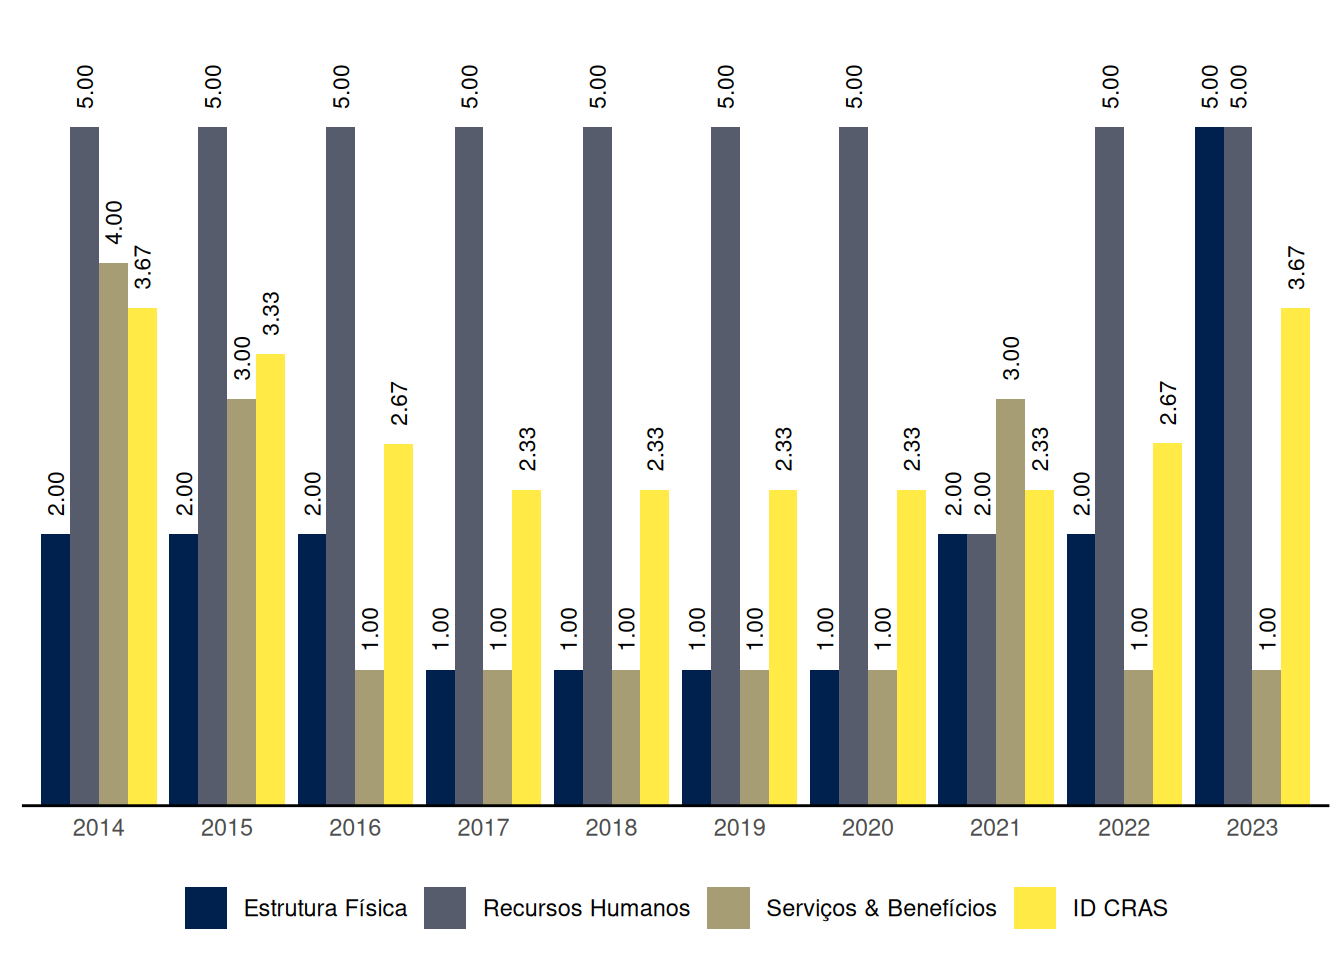 5.00 5.00 5.00 5.00 5.00 5.00 5.00 5.00 5.00 5.00
4.00
3.67 3.67
3.33
3.00 3.00
2.67 2.67
2.33 2.33 2.33 2.33 2.33
2.00 2.00 2.00 2.00 2.00 2.00
1.00 1.00 1.00 1.00 1.00 1.00 1.00 1.00 1.00 1.00 1.00
2014 2015 2016 2017 2018 2019 2020 2021 2022 2023
Estrutura Física Recursos Humanos Serviços & Benefícios ID CRAS